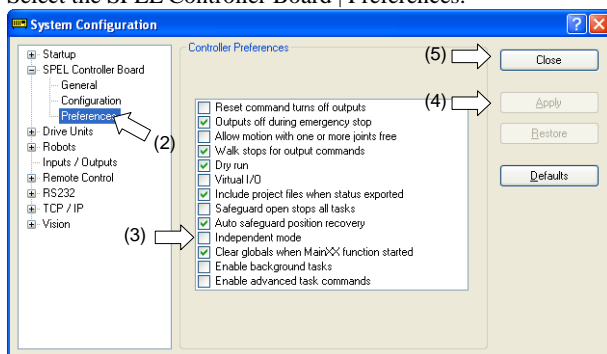 Select the SPEL Controller Board | Preferences.
System Configuration
Startup
SPEL Controller Board
General
Configuration
Preferences
Drive Units
Robots
Inputs / Outputs
Remote Control
RS232
TCP / IP
Vision
(2)
Controller Preferences
Reset command turns off outputs
Outputs off during emergency stop
Allow motion with one or more joints free
Walk stops for output commands
Dry run
Virtual I/O
Include project files when status exported
Safeguard open stops all tasks
Auto safeguard position recovery
Independent mode
Clear globals when MainXX function started
Enable background tasks
Enable advanced task commands
(3)
(5)
Close
(4)
Apply
Restore
Defaults